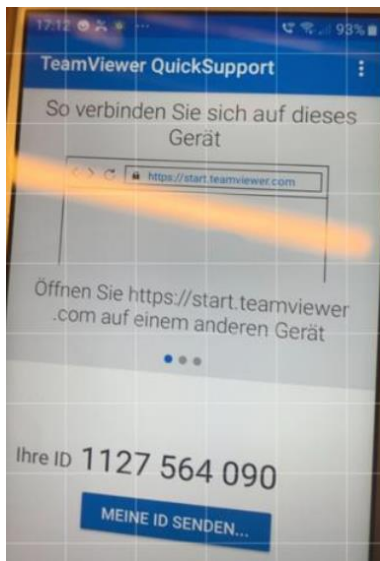 17:12 ... 93%
TeamViewer QuickSupport
So verbinden Sie sich auf dieses
Gerät
https://start.teamviewer.com
Öffnen Sie https://start.teamviewer
.com auf einem anderen Gerät
Ihre ID 1127 564 090
MEINE ID SENDEN...